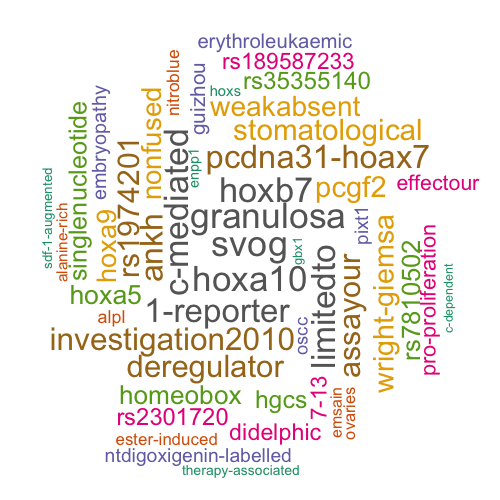 erythroleukaemic
rs189587233
rs35355140
hoxs
nitroblue
guizhou
weakabsent
stomatological
embryopathy
nonfused
singlenucleotide
enpp1
pcdna31-hoax7
rs1974201
c-mediated
hoxb7
pcgf2
effectour
sdf-1-augmented
alanine-rich
hoxa9
ankh
granulosa
pixt1
svog
gbx1
hoxa10
limitedto
assayour
wright-giemsa
rs7810502
pro-proliferation
c-dependent
hoxa5
alpl
1-reporter
oscc
investigation2010
deregulator
homeobox
hgcs
7-13
emsain
ovaries
rs2301720
didelphic
ester-induced
ntdigoxigenin-labelled
therapy-associated